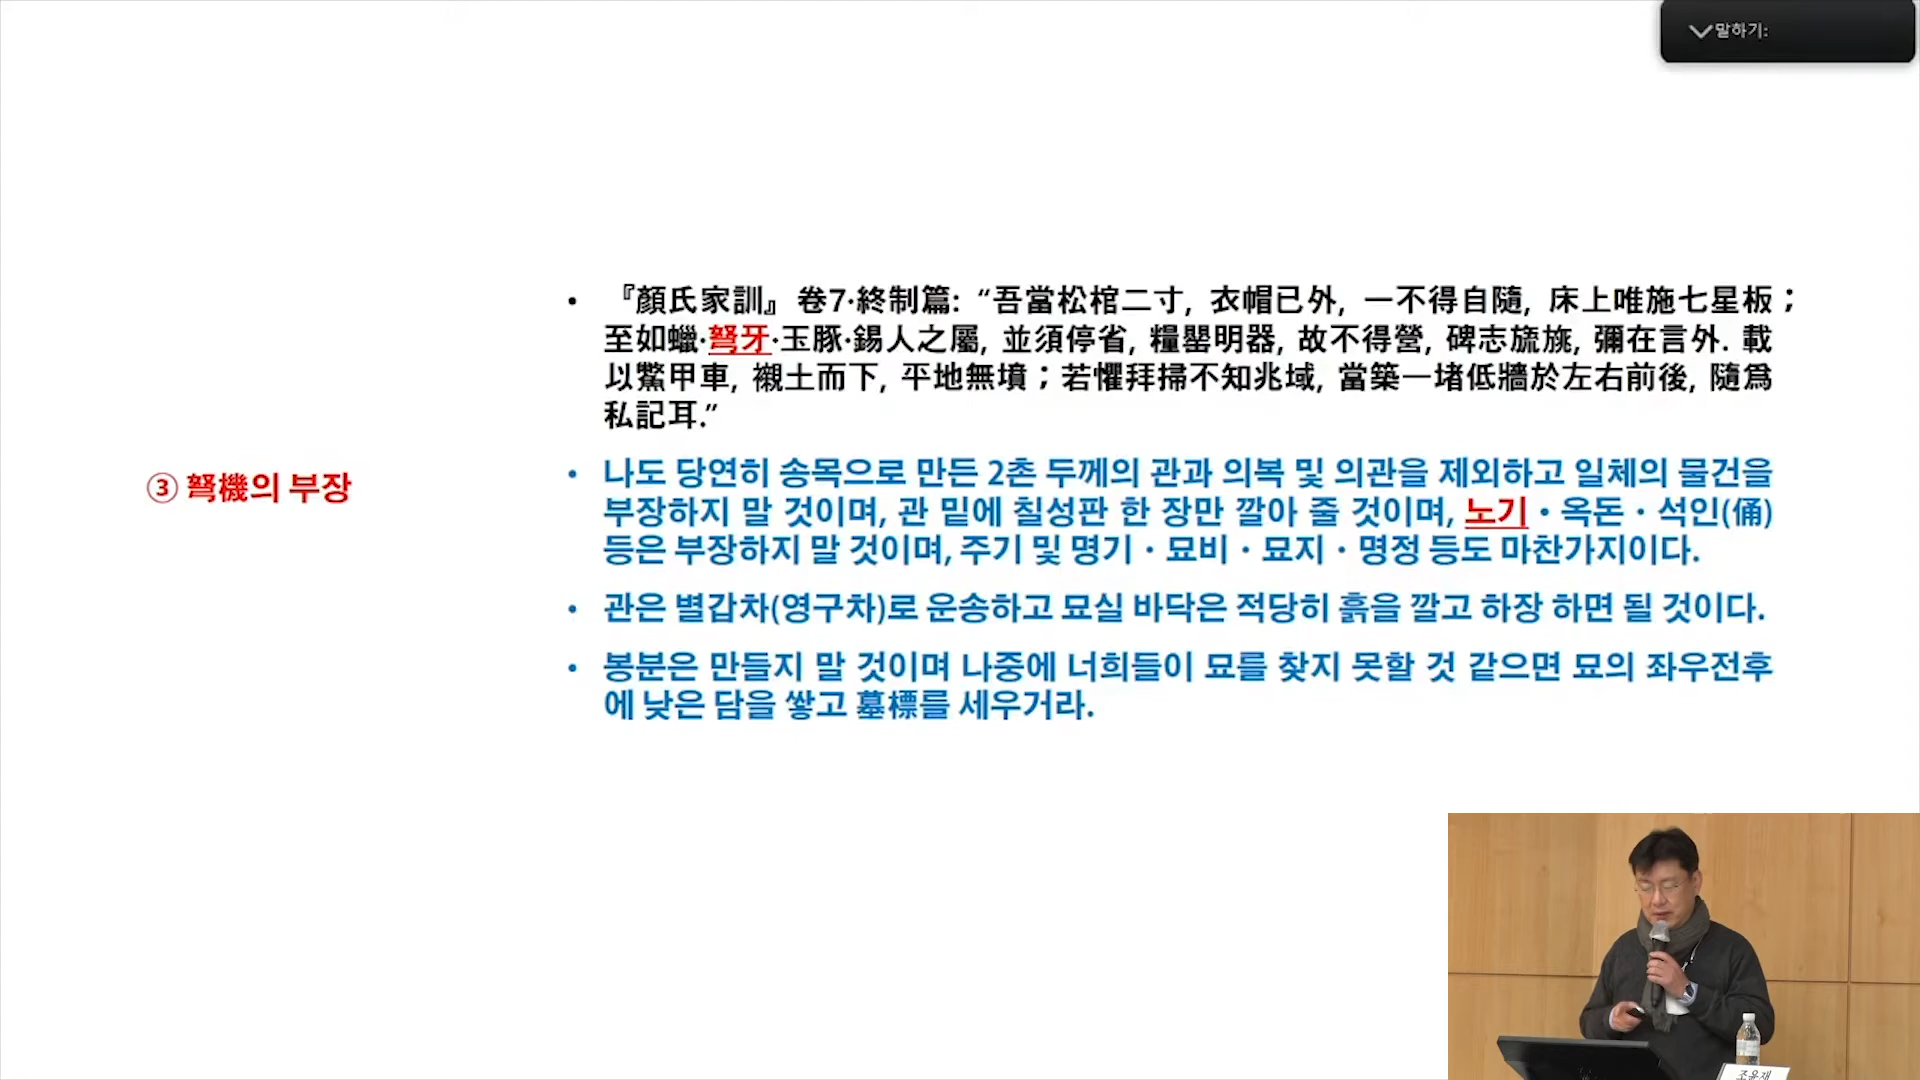 말하기:
③ 弩機의 부장
• 『顏氏家訓』 卷7·終制篇: “吾當松棺二寸, 衣帽已外, 一不得自隨, 床上唯施七星板；
至如蠟·弩牙·玉豚·錫人之屬, 並須停省, 糧罌明器, 故不得營, 碑志旒旐, 彌在言外. 載
以鱉甲車, 襯土而下, 平地無墳；若懼拜掃不知兆域, 當築一堵低牆於左右前後, 隨爲
私記耳.”
• 나도 당연히 송목으로 만든 2촌 두께의 관과 의복 및 의관을 제외하고 일체의 물건을
부장하지 말 것이며, 관 밑에 칠성판 한 장만 깔아 줄 것이며, 노기・옥돈・석인(俑)
등은 부장하지 말 것이며, 주기 및 명기・묘비・묘지・명정 등도 마찬가지이다.
• 관은 별갑차(영구차)로 운송하고 묘실 바닥은 적당히 흙을 깔고 하장 하면 될 것이다.
• 봉분은 만들지 말 것이며 나중에 너희들이 묘를 찾지 못할 것 같으면 묘의 좌우전후
에 낮은 담을 쌓고 墓標를 세우거라.
조윤재